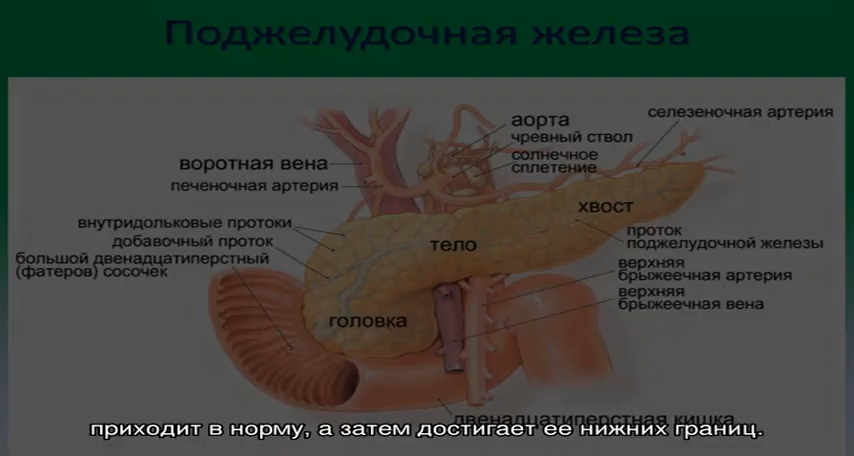 Поджелудочная железа
селезеночная артерия
аорта
чревный ствол
солнечное
сплетение
воротная вена
печеночная артерия
хвост
внутридольковые протоки
добавочный проток
большой двенадцатиперстный
(фатеров) сосочек
тело
проток
поджелудочной железы
верхняя
брыжеечная артерия
верхняя
брыжеечная вена
головка
двенадцатиперстная кишка
приходит в норму, а затем достигает ее нижних границ.